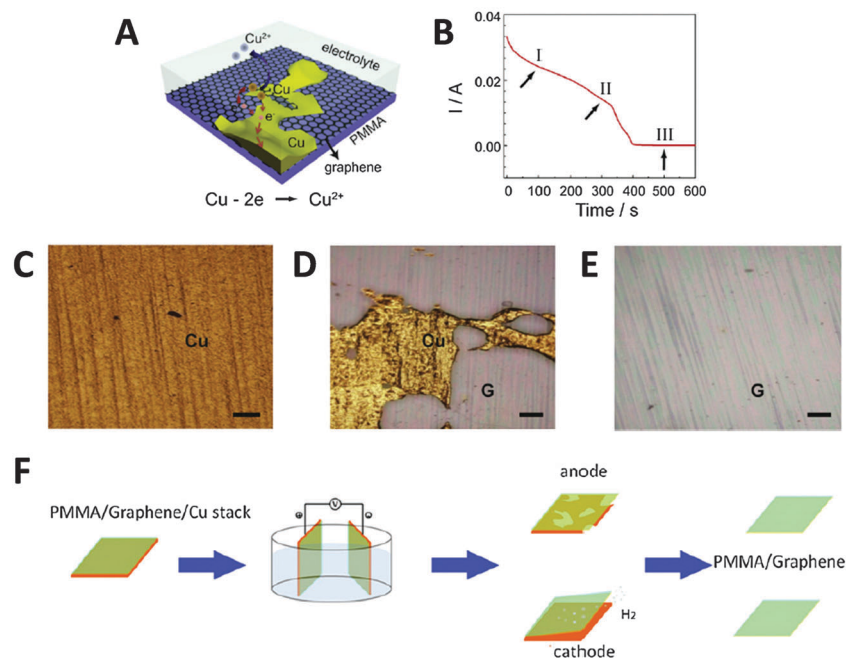 A
Cu²⁺
electrolyte
Cu
e⁻
Cu
PMMA
graphene
Cu - 2e → Cu²⁺
B
I / A
0.04
0.02
0.00
I
II
III
0 100 200 300 400 500 600
Time / s
C
Cu
D
Cu
G
E
G
F
PMMA/Graphene/Cu stack
V
⊕
⊖
anode
PMMA/Graphene
H₂
cathode